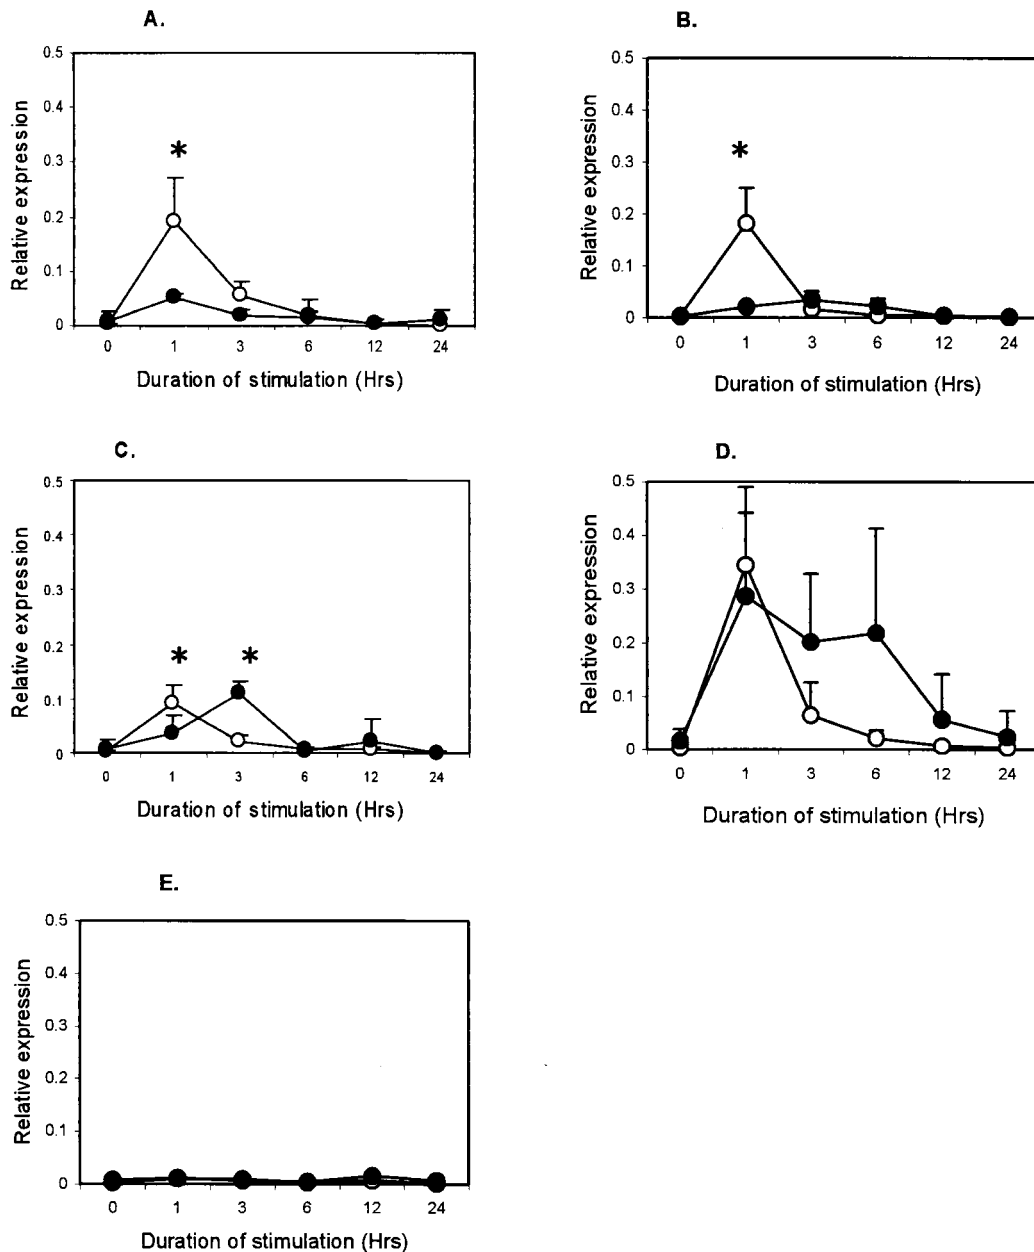 A.
0.5
0.4
0.3
0.2
0.1
0
Relative expression
*
0 1 3 6 12 24
Duration of stimulation (Hrs)
B.
0.5
0.4
0.3
0.2
0.1
0
Relative expression
*
0 1 3 6 12 24
Duration of stimulation (Hrs)
C.
0.5
0.4
0.3
0.2
0.1
0
Relative expression
* *
0 1 3 6 12 24
Duration of stimulation (Hrs)
D.
0.5
0.4
0.3
0.2
0.1
0
Relative expression
0 1 3 6 12 24
Duration of stimulation (Hrs)
E.
0.5
0.4
0.3
0.2
0.1
0
Relative expression
0 1 3 6 12 24
Duration of stimulation (Hrs)